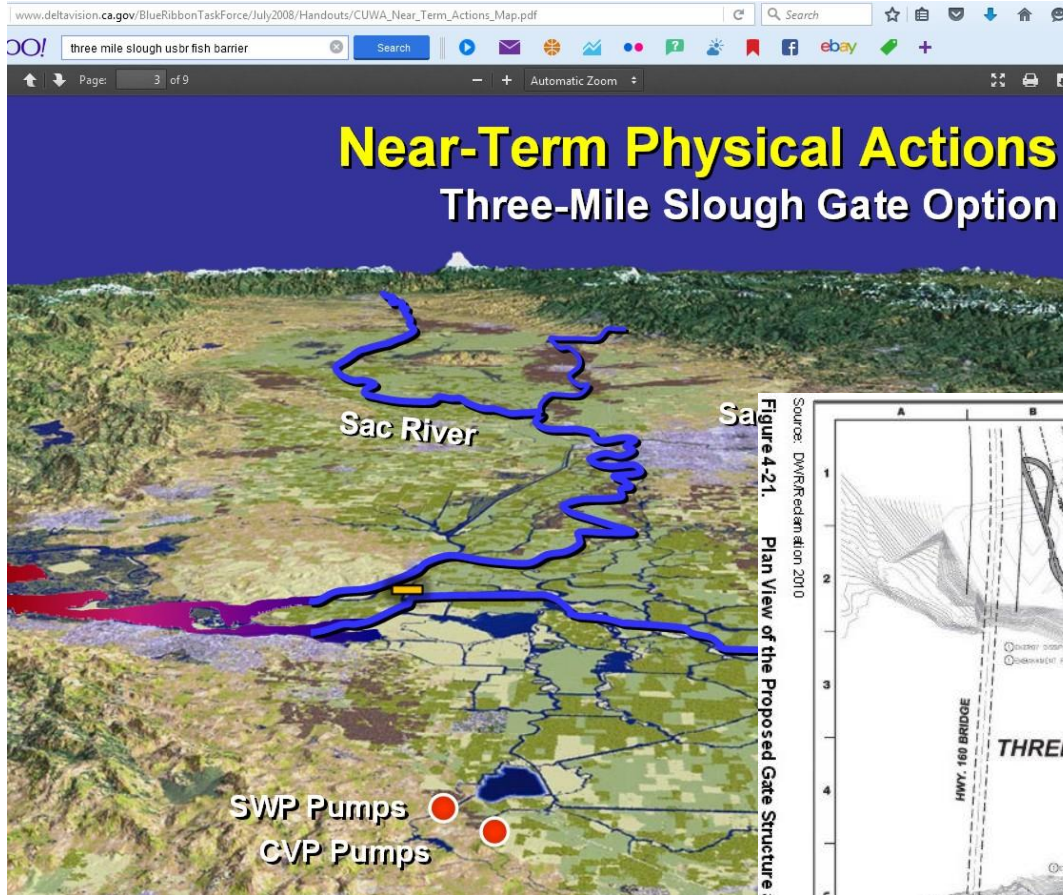 www.deltavision.ca.gov/BlueRibbonTaskForce/July2008/Handouts/CUWA_Near_Term_Actions_Map.pdf
Search
OO!
three mile slough usbr fish barrier
Search
ebay
Page: 3 of 9
Automatic Zoom
Near-Term Physical Actions
Three-Mile Slough Gate Option
Sac River
Sa
SWP Pumps
CVP Pumps
Source: DWR/Reclamation 2010
Figure 4-21. Plan View of the Proposed Gate Structure
A
B
1
2
3
4
HWY. 160 BRIDGE
THREE